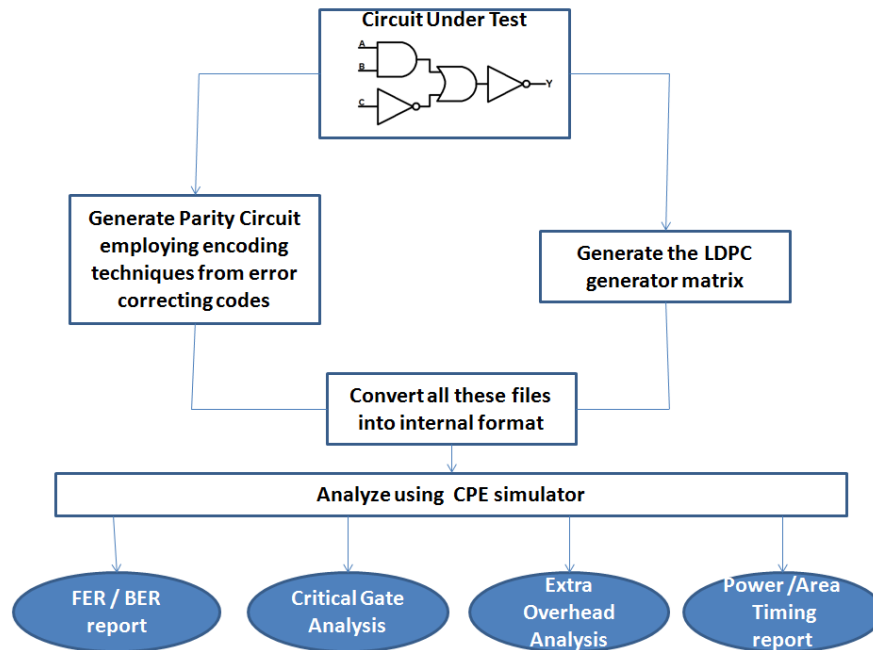 Circuit Under Test
A
B
C
Y
Generate Parity Circuit
employing encoding
techniques from error
correcting codes
Generate the LDPC
generator matrix
Convert all these files
into internal format
Analyze using CPE simulator
FER / BER
report
Critical Gate
Analysis
Extra
Overhead
Analysis
Power /Area
Timing
report